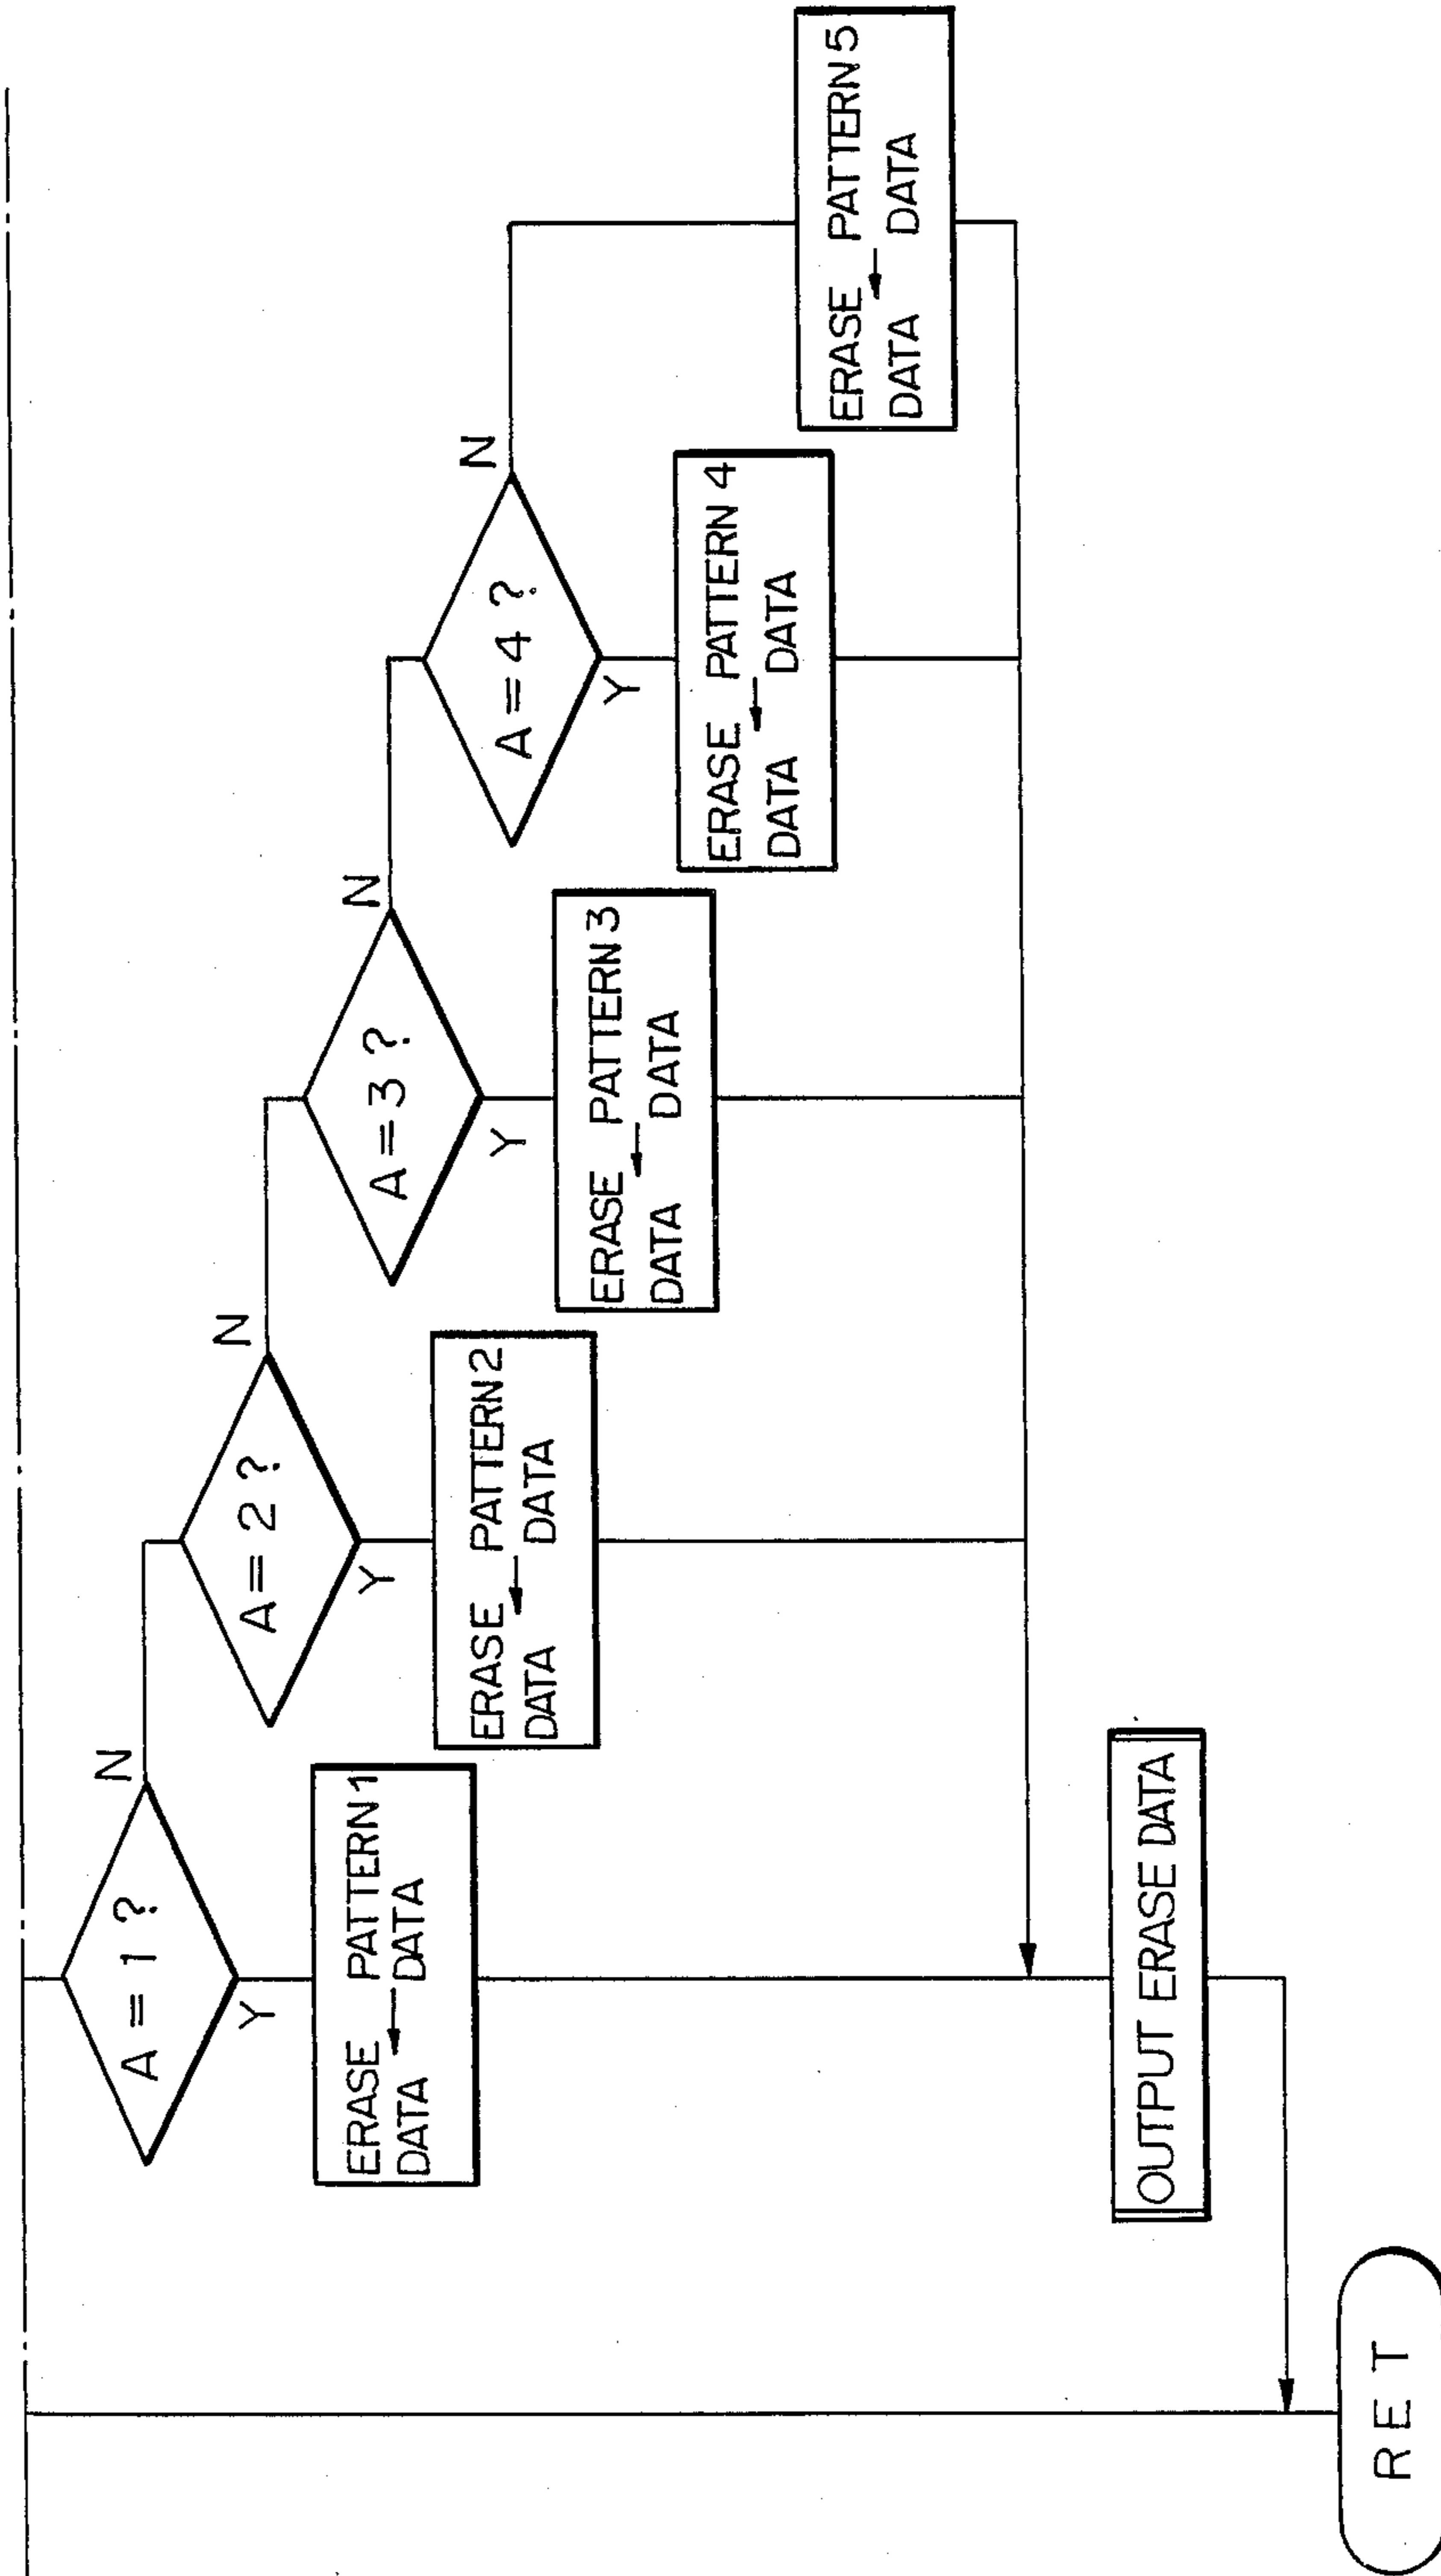 A = 1 ?
N
Y
ERASE PATTERN 1
DATA ← DATA
A = 2 ?
N
Y
ERASE PATTERN 2
DATA ← DATA
A = 3 ?
N
Y
ERASE PATTERN 3
DATA ← DATA
A = 4 ?
N
Y
ERASE PATTERN 4
DATA ← DATA
ERASE PATTERN 5
DATA ← DATA
OUTPUT ERASE DATA
RET